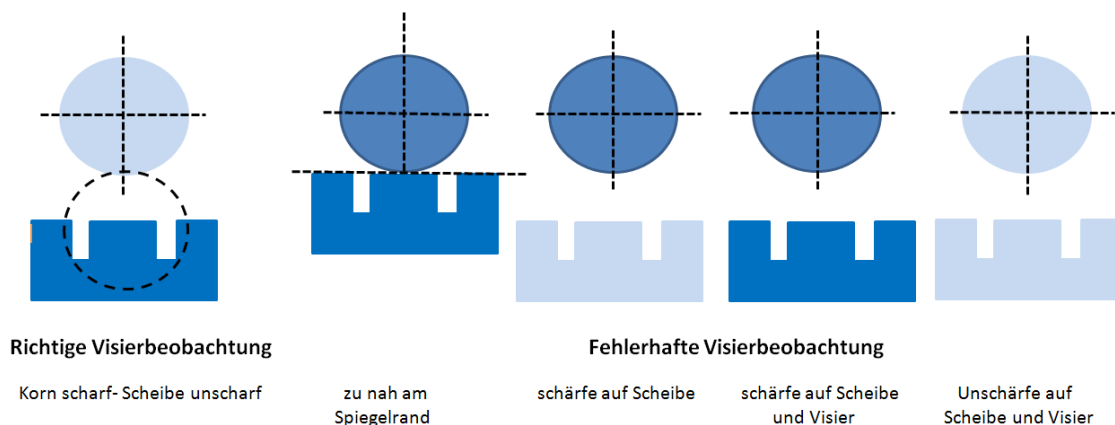 Richtige Visierbeobachtung
Fehlerhafte Visierbeobachtung
Korn scharf- Scheibe unscharf
zu nah am
Spiegelrand
schärfe auf Scheibe
schärfe auf Scheibe
und Visier
Unschärfe auf
Scheibe und Visier